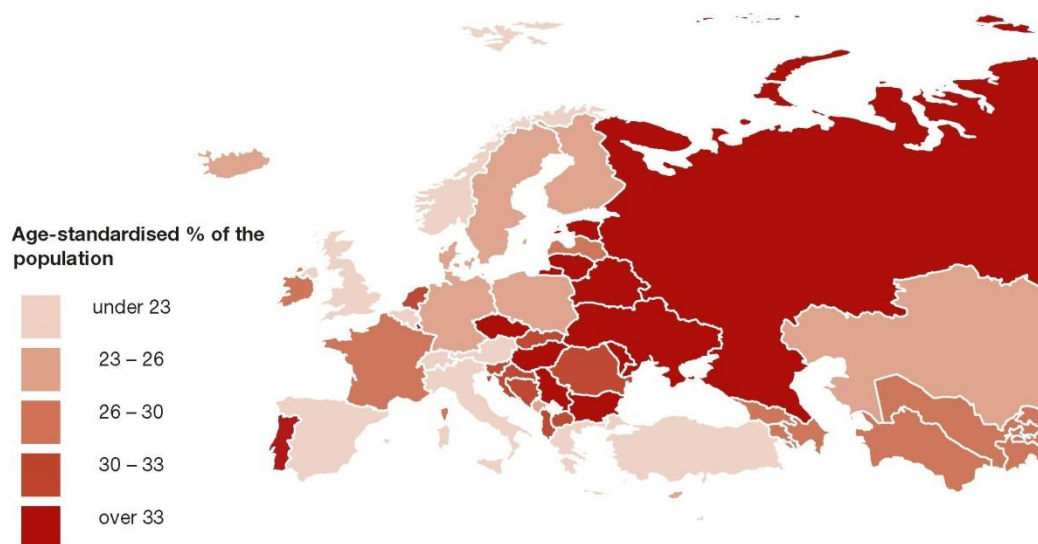 Age-standardised % of the
population
under 23
23 – 26
26 – 30
30 – 33
over 33